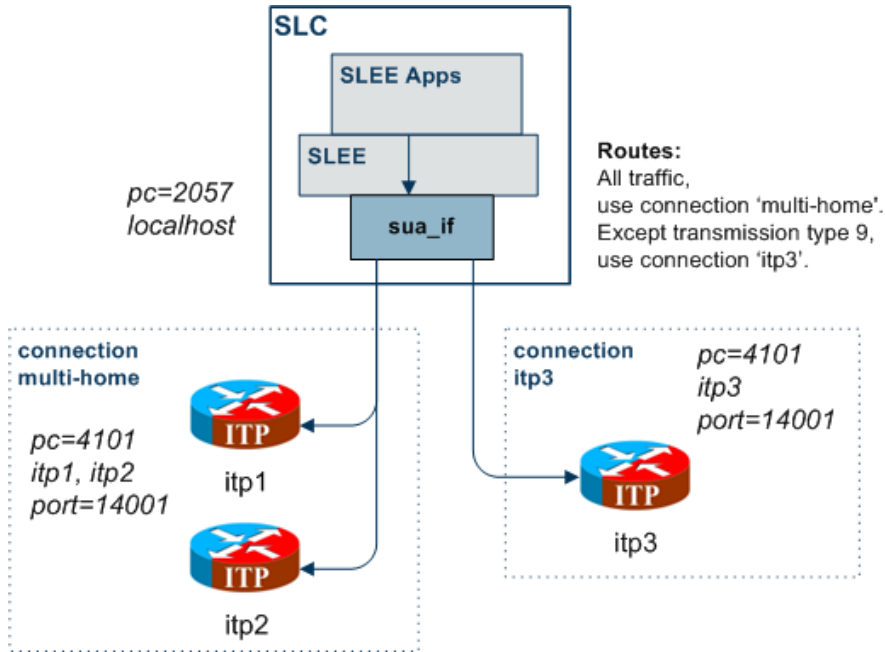 SLC
SLEE Apps
SLEE
sua_if
pc=2057
localhost
Routes:
All traffic,
use connection ‘multi-home'.
Except transmission type 9,
use connection ‘itp3’.
connection
multi-home
pc=4101
itp1, itp2
port=14001
ITP
itp1
ITP
itp2
connection
itp3
pc=4101
itp3
port=14001
ITP
itp3